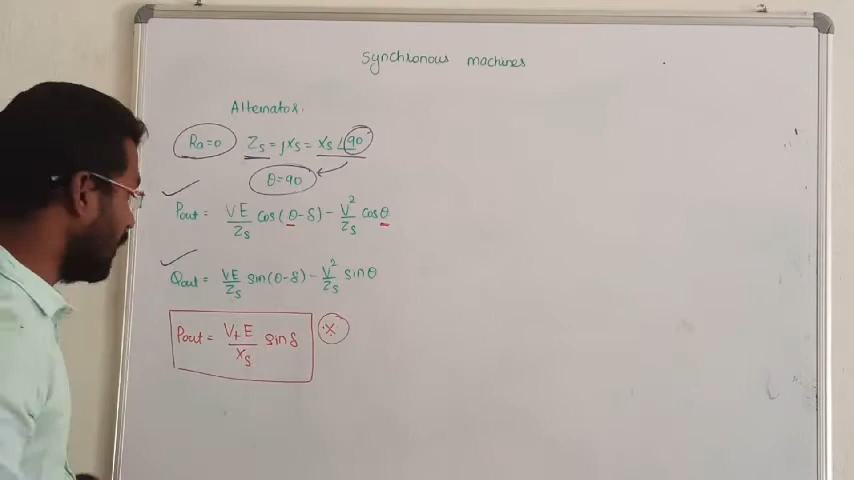 Synchronous machines
Alternator.
Ra=0 Zs = jXs = Xs∠90
θ=90
Pout = VE/Zs cos(θ-δ) - V²/Zs cosθ
Qout = VE/Zs sin(θ-δ) - V²/Zs sinθ
Pout = VtE/Xs sinδ